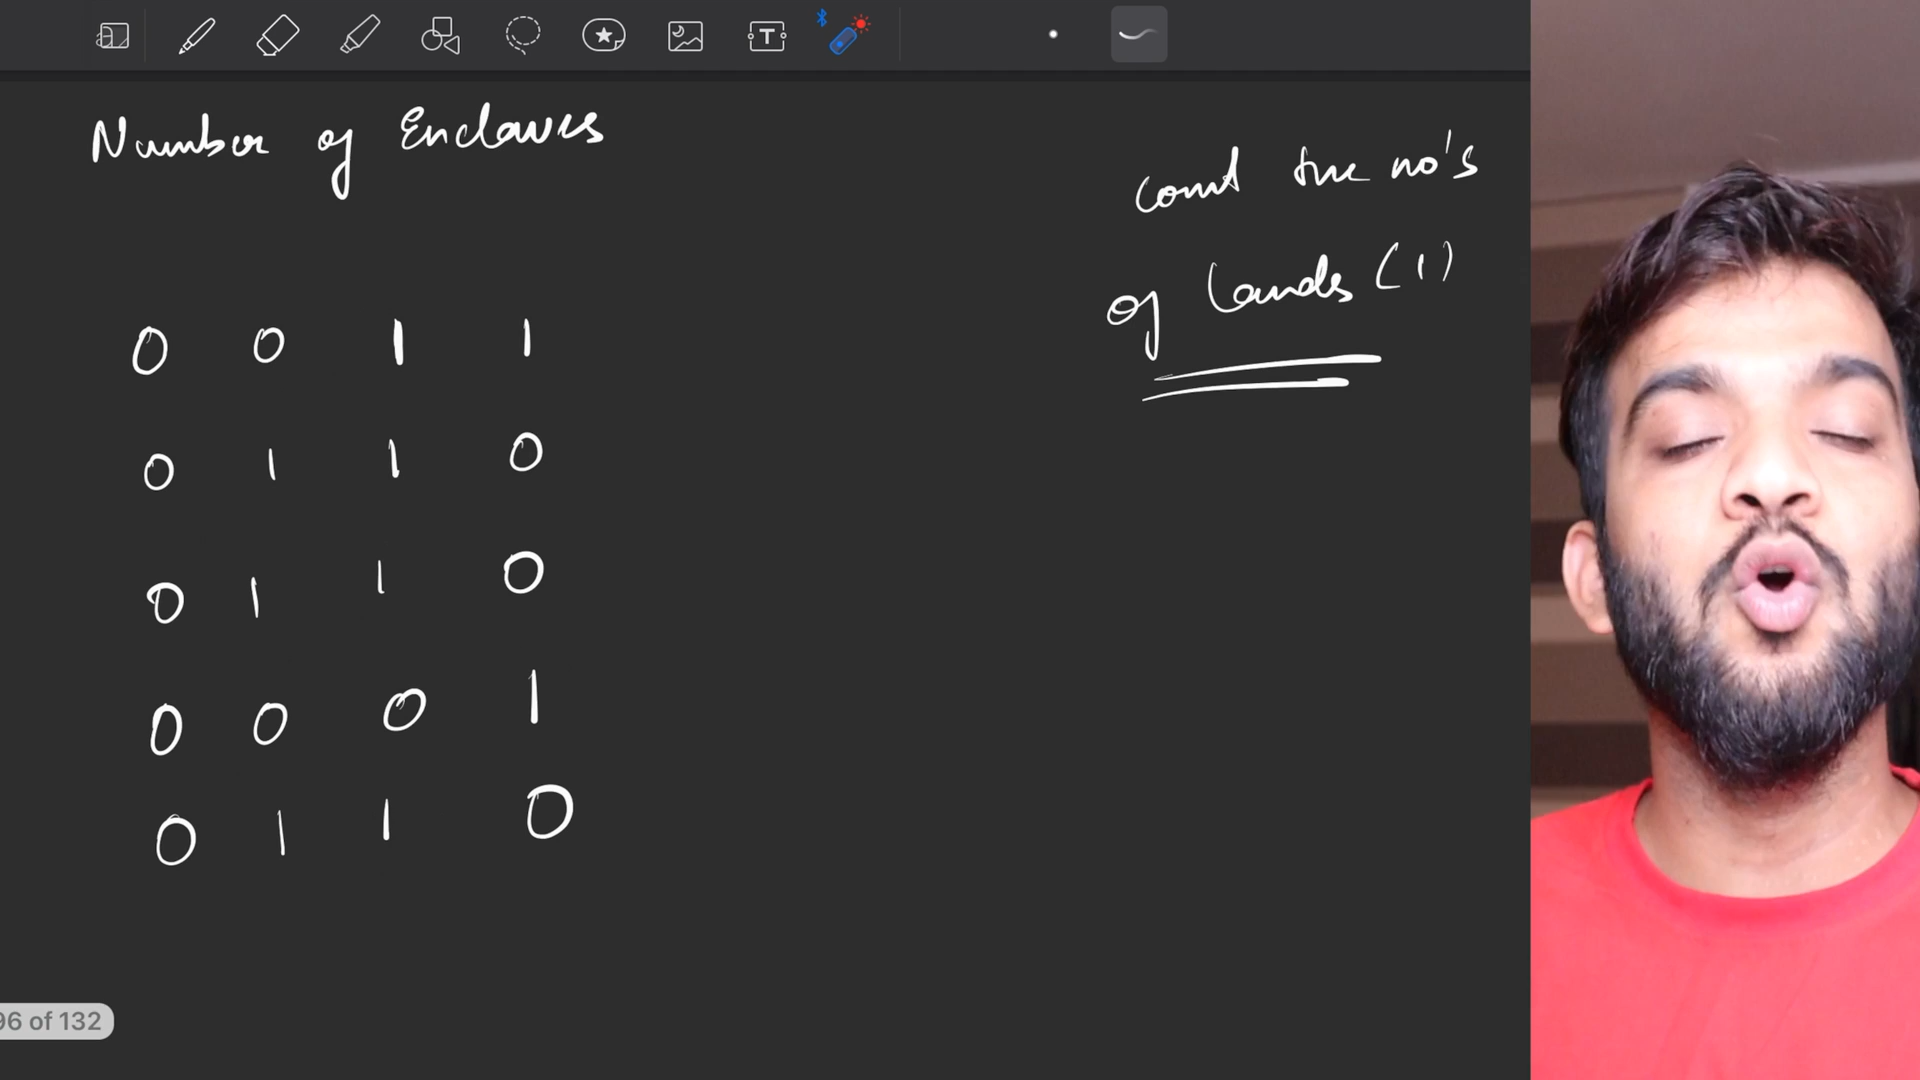 Number of Enclaves
count the no's
of lands (1)
0 0 1 1
0 1 1 0
0 1 1 0
0 0 0 1
0 1 1 0
96 of 132